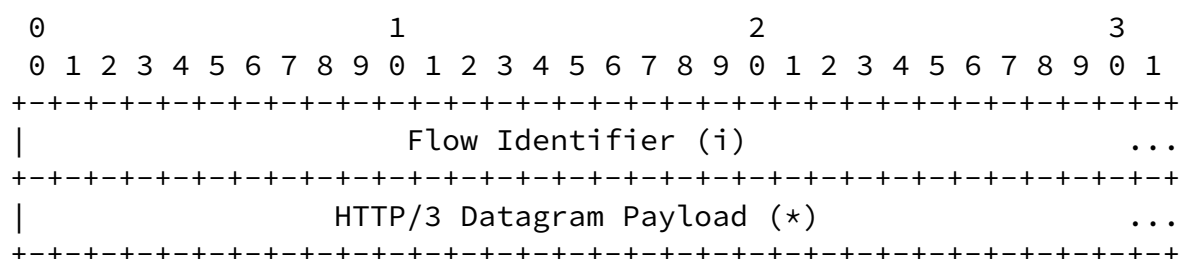 0                   1                   2                   3
 0 1 2 3 4 5 6 7 8 9 0 1 2 3 4 5 6 7 8 9 0 1 2 3 4 5 6 7 8 9 0 1
+-+-+-+-+-+-+-+-+-+-+-+-+-+-+-+-+-+-+-+-+-+-+-+-+-+-+-+-+-+-+-+-+
|                     Flow Identifier (i)                     ...
+-+-+-+-+-+-+-+-+-+-+-+-+-+-+-+-+-+-+-+-+-+-+-+-+-+-+-+-+-+-+-+-+
|                 HTTP/3 Datagram Payload (*)                 ...
+-+-+-+-+-+-+-+-+-+-+-+-+-+-+-+-+-+-+-+-+-+-+-+-+-+-+-+-+-+-+-+-+